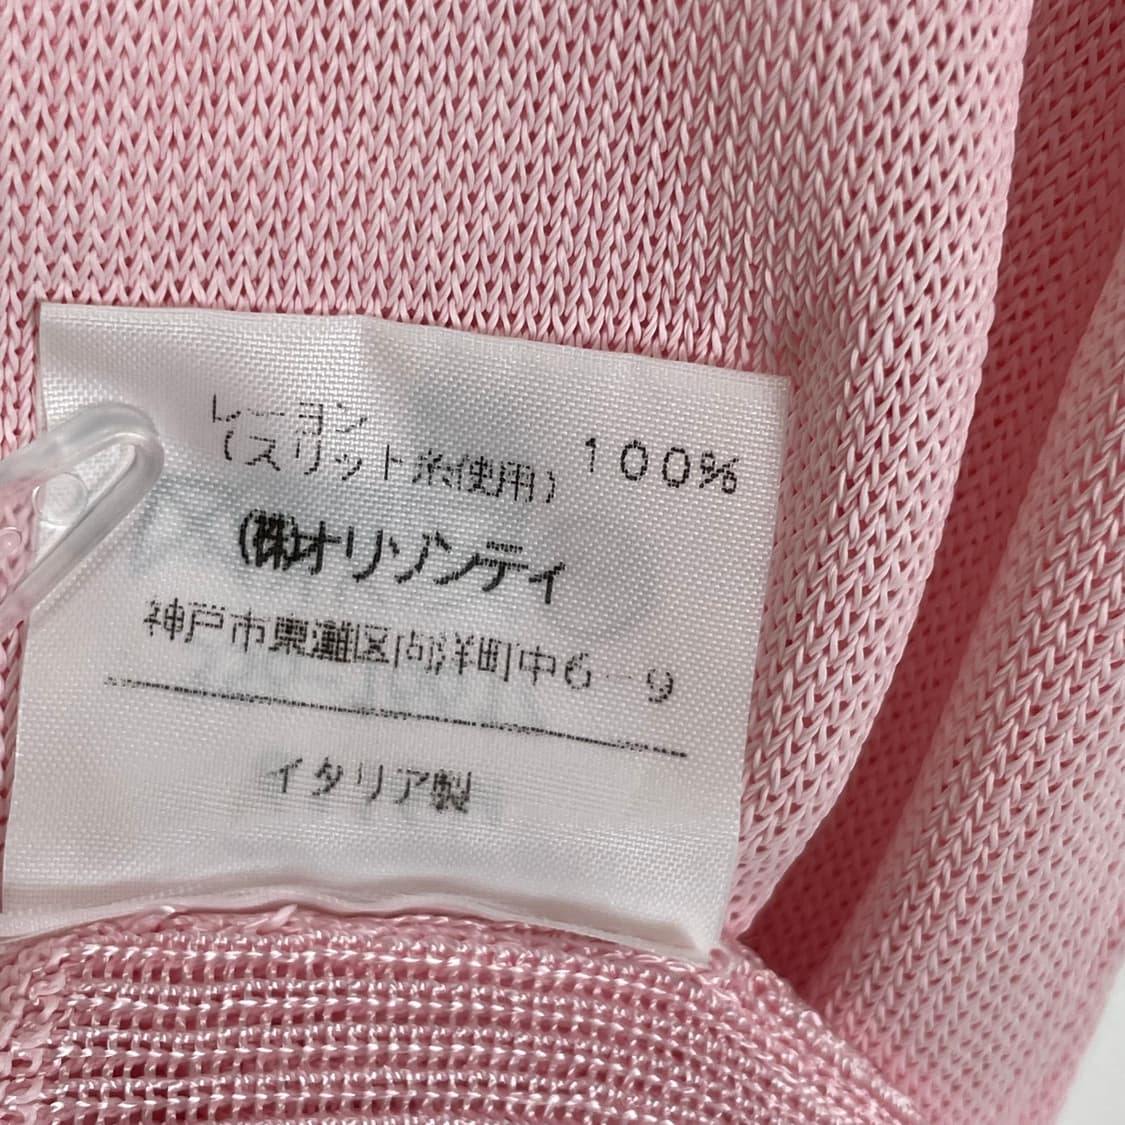 レーヨン
(スリット糸使用) 100%
(株)オリゾンティ
神戸市東灘区向洋町中6-9
イタリア製